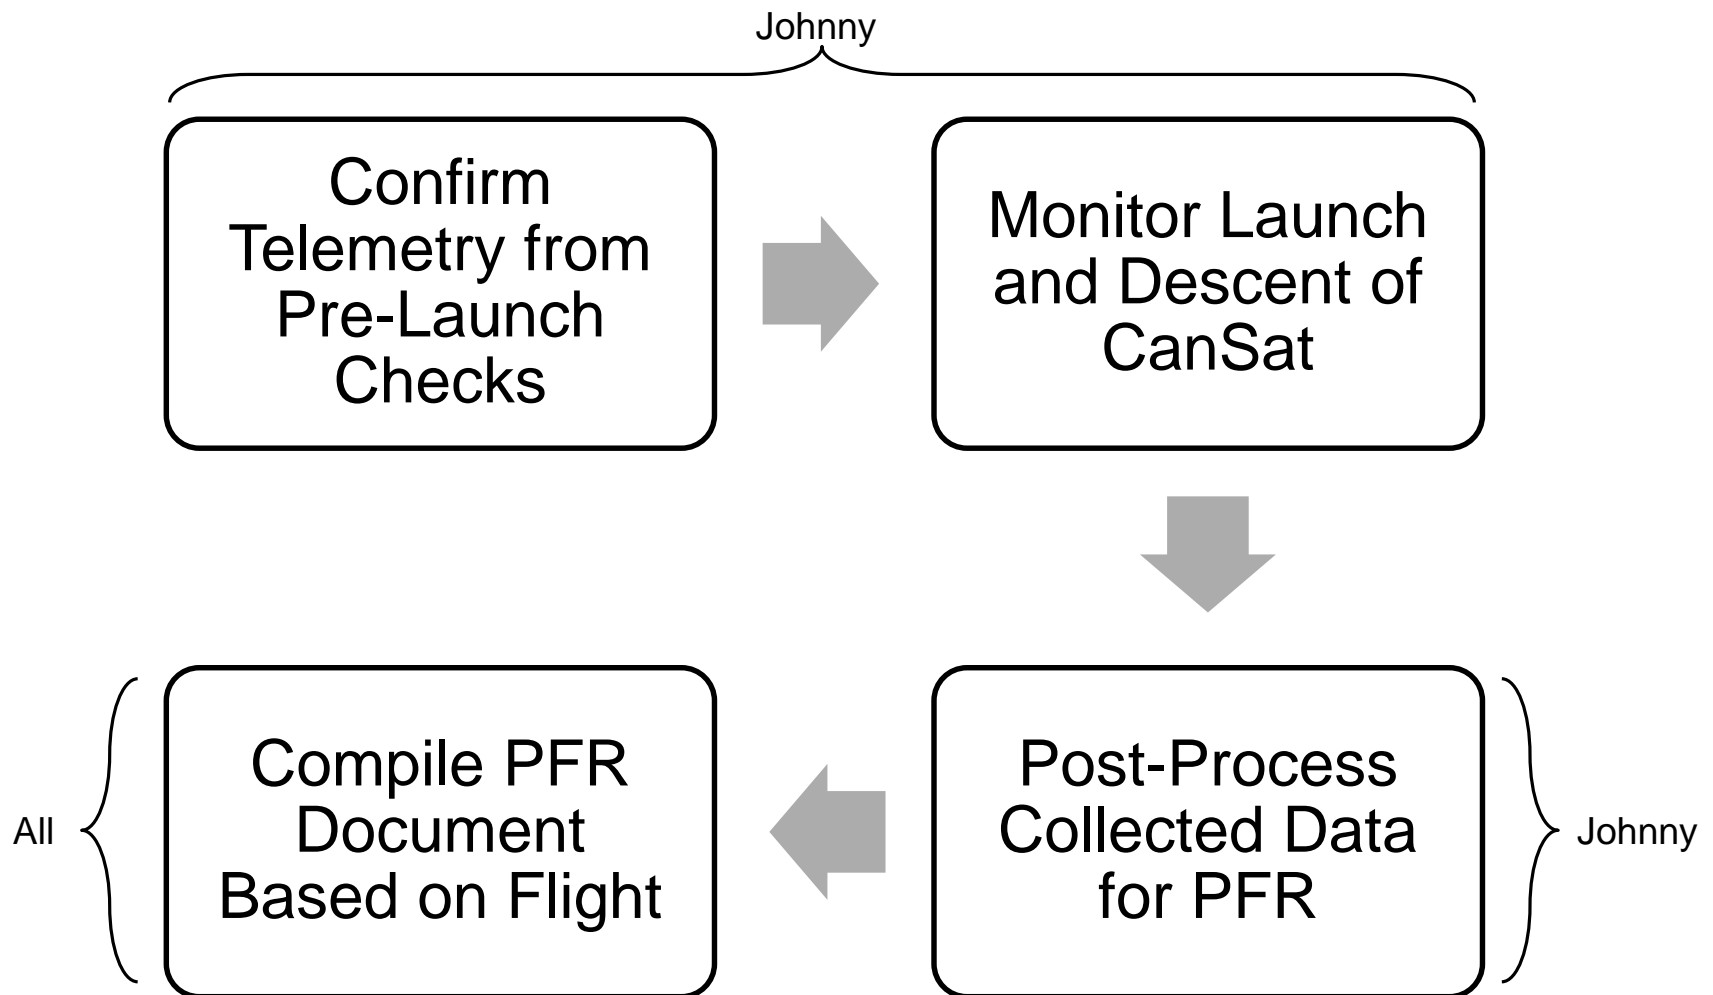 Johnny
Confirm
Telemetry from
Pre-Launch
Checks
Monitor Launch
and Descent of
CanSat
Post-Process
Collected Data
for PFR
Johnny
Compile PFR
Document
Based on Flight
All